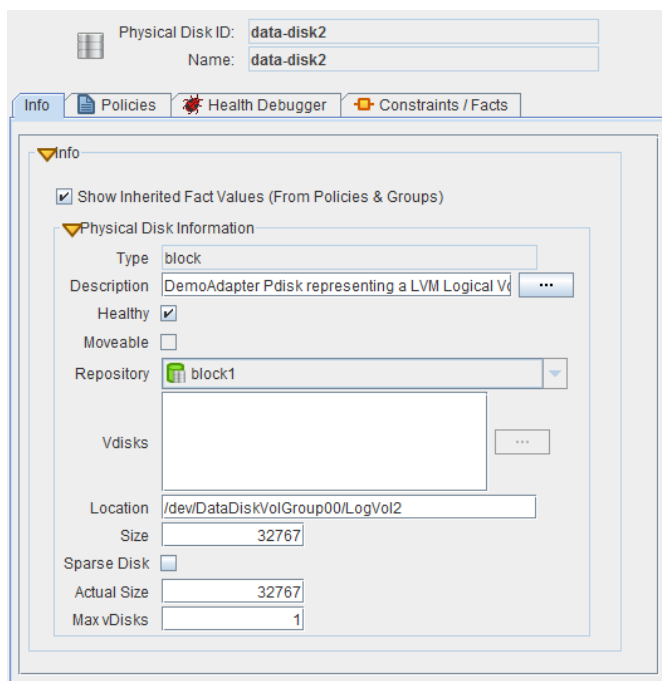 Physical Disk ID: data-disk2
Name: data-disk2
Info Policies Health Debugger Constraints / Facts
Info
Show Inherited Fact Values (From Policies & Groups)
Physical Disk Information
Type block
Description DemoAdapter Pdisk representing a LVM Logical Vo ...
Healthy
Moveable
Repository block1
Vdisks ...
Location /dev/DataDiskVolGroup00/LogVol2
Size 32767
Sparse Disk
Actual Size 32767
Max vDisks 1